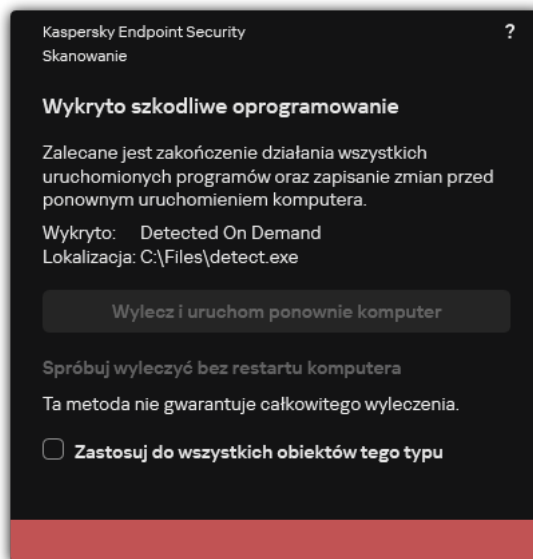 Kaspersky Endpoint Security
?
Skanowanie
Wykryto szkodliwe oprogramowanie
Zalecane jest zakończenie działania wszystkich
uruchomionych programów oraz zapisanie zmian przed
ponownym uruchomieniem komputera.
Wykryto: Detected On Demand
Lokalizacja: C:\Files\detect.exe
Wylecz i uruchom ponownie komputer
Spróbuj wyleczyć bez restartu komputera
Ta metoda nie gwarantuje całkowitego wyleczenia.
Zastosuj do wszystkich obiektów tego typu